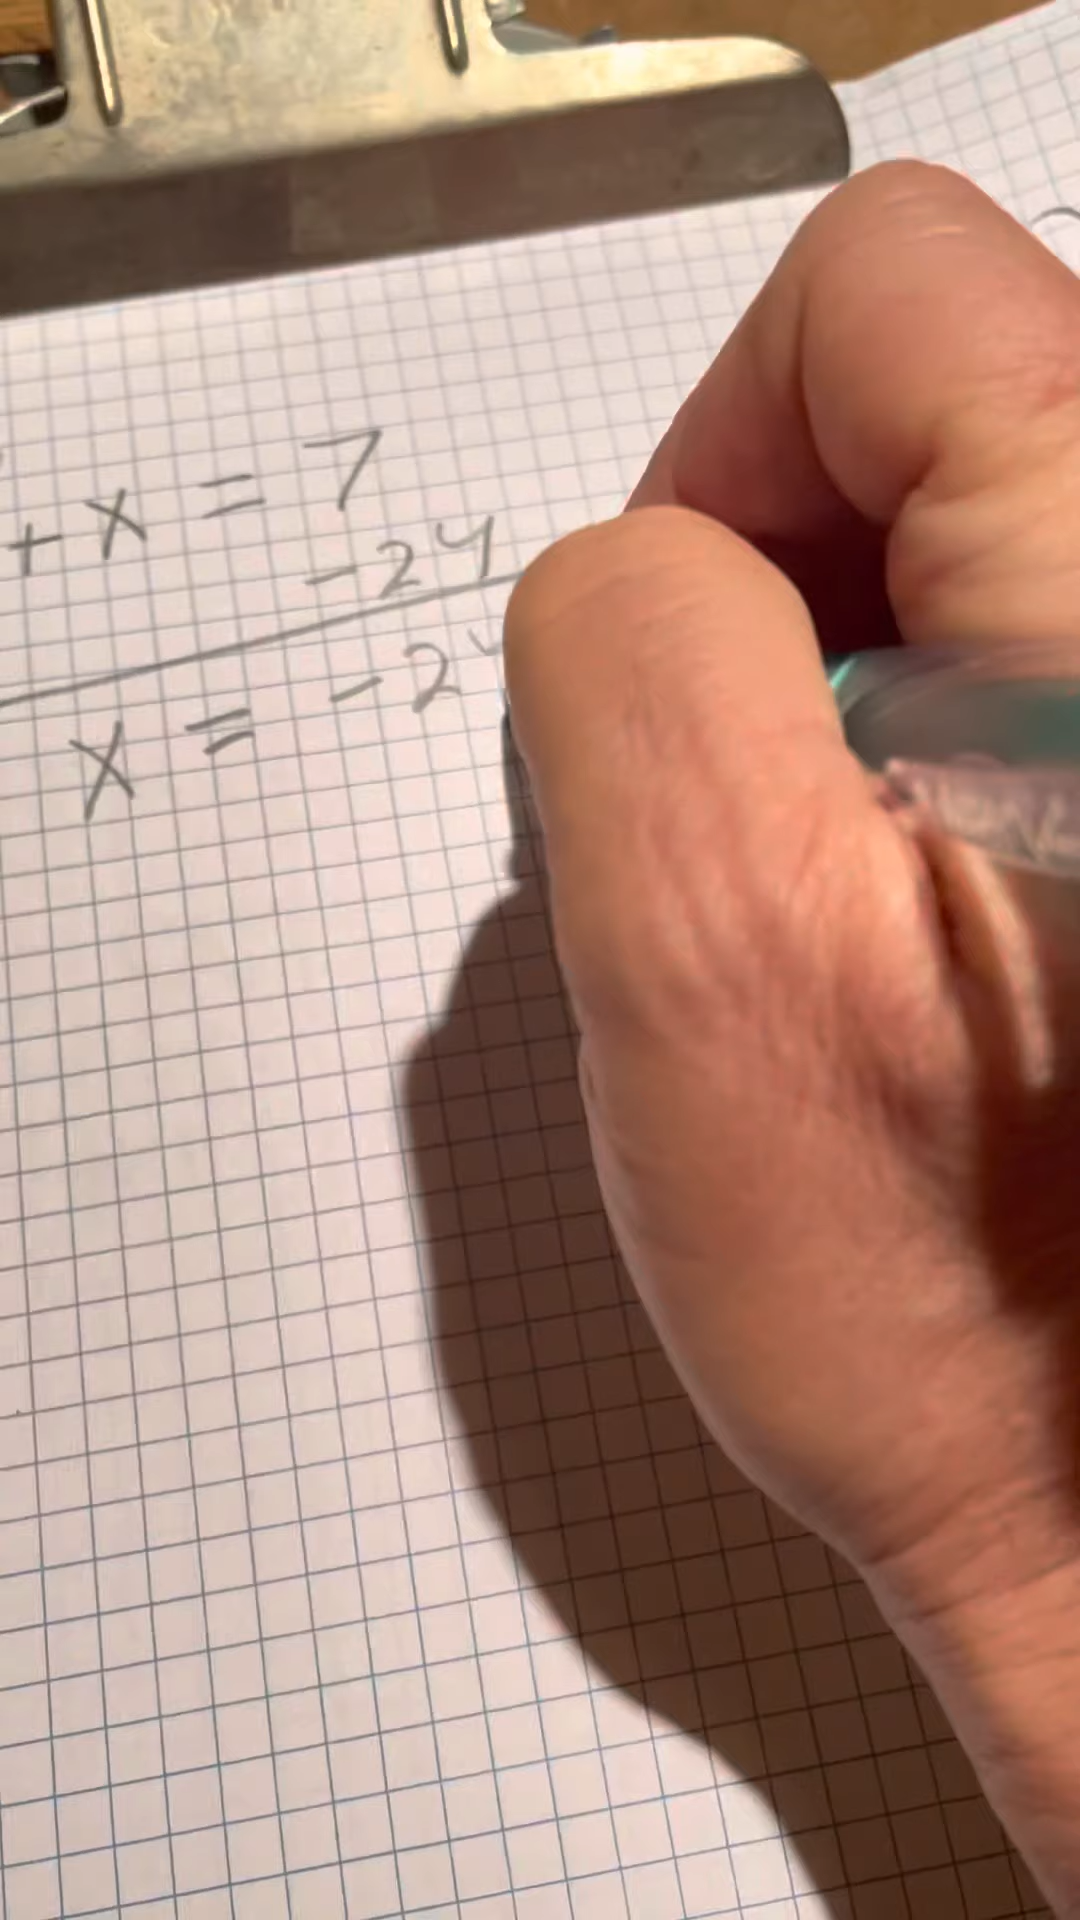 + x = 7
-24
x = -2